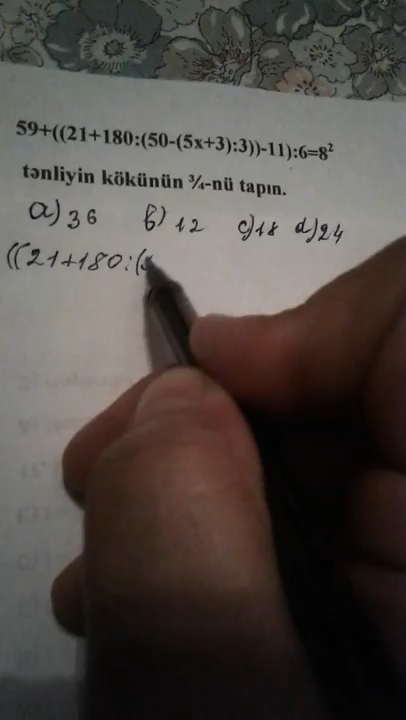 59+((21+180:(50-(5x+3):3))-11):6=8²
tənliyin kökünün ¾-nü tapın.
a) 36 b) 12 c) 18 d) 24
((21+180:(